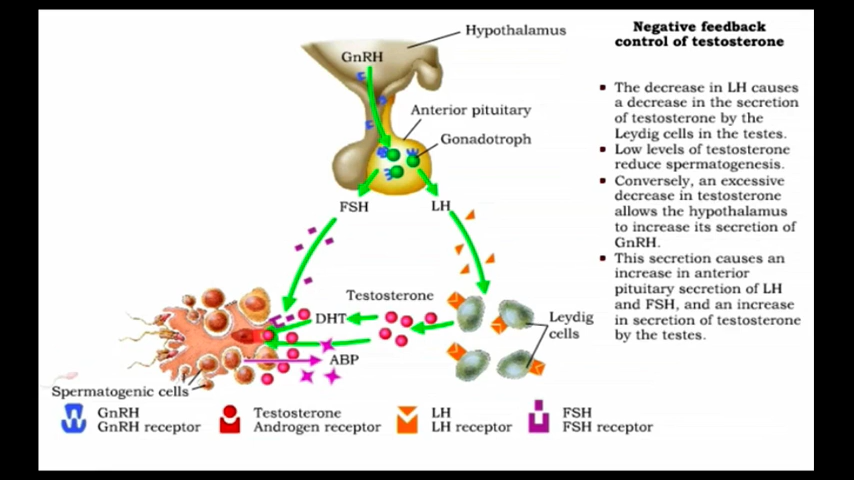 Negative feedback
control of testosterone
Hypothalamus
GnRH
Anterior pituitary
Gonadotroph
FSH
LH
Testosterone
DHT
Leydig
cells
ABP
Spermatogenic cells
• The decrease in LH causes
a decrease in the secretion
of testosterone by the
Leydig cells in the testes.
• Low levels of testosterone
reduce spermatogenesis.
• Conversely, an excessive
decrease in testosterone
allows the hypothalamus
to increase its secretion of
GnRH.
• This secretion causes an
increase in anterior
pituitary secretion of LH
and FSH, and an increase
in secretion of testosterone
by the testes.
GnRH
GnRH receptor
Testosterone
Androgen receptor
LH
LH receptor
FSH
FSH receptor